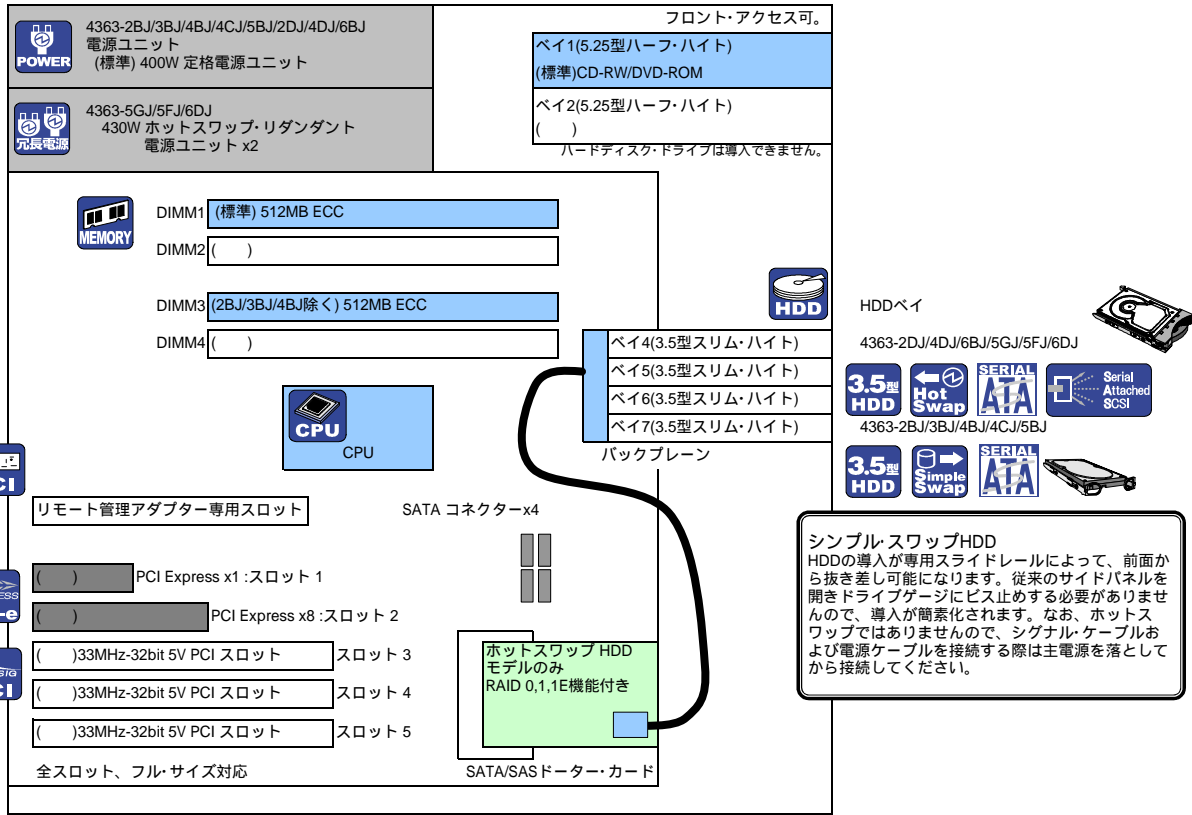 4363-2BJ/3BJ/4BJ/4CJ/5BJ/2DJ/4DJ/6BJ
電源ユニット
(標準) 400W 定格電源ユニット
POWER
4363-5GJ/5FJ/6DJ
430W ホットスワップ・リダンダント
電源ユニット x2
冗長電源
フロント・アクセス可。
ベイ1(5.25型ハーフ・ハイト)
(標準)CD-RW/DVD-ROM
ベイ2(5.25型ハーフ・ハイト)
( )
ハードディスク・ドライブは導入できません。
MEMORY
DIMM1 (標準) 512MB ECC
DIMM2 ( )
DIMM3 (2BJ/3BJ/4BJ除く) 512MB ECC
DIMM4 ( )
HDD
ベイ4(3.5型スリム・ハイト)
ベイ5(3.5型スリム・ハイト)
ベイ6(3.5型スリム・ハイト)
ベイ7(3.5型スリム・ハイト)
バックプレーン
CPU
CPU
HDDベイ
4363-2DJ/4DJ/6BJ/5GJ/5FJ/6DJ
3.5型 HDD
Hot Swap
SERIAL ATA
Serial Attached SCSI
4363-2BJ/3BJ/4BJ/4CJ/5BJ
3.5型 HDD
Simple Swap
SERIAL ATA
シンプル・スワップHDD
HDDの導入が専用スライドレールによって、前面か
ら抜き差し可能になります。従来のサイドパネルを
開きドライブゲージにビス止めする必要がありませ
んので、導入が簡素化されます。なお、ホットス
ワップではありませんので、シグナル・ケーブルお
よび電源ケーブルを接続する際は主電源を落として
から接続してください。
CI
リモート管理アダプター専用スロット
SATA コネクターx4
ESS
-e
( ) PCI Express x1 :スロット 1
( ) PCI Express x8 :スロット 2
SIG
CI
( )33MHz-32bit 5V PCI スロット スロット 3
( )33MHz-32bit 5V PCI スロット スロット 4
( )33MHz-32bit 5V PCI スロット スロット 5
全スロット、フル・サイズ対応
ホットスワップ HDD
モデルのみ
RAID 0,1,1E機能付き
SATA/SASドーター・カード